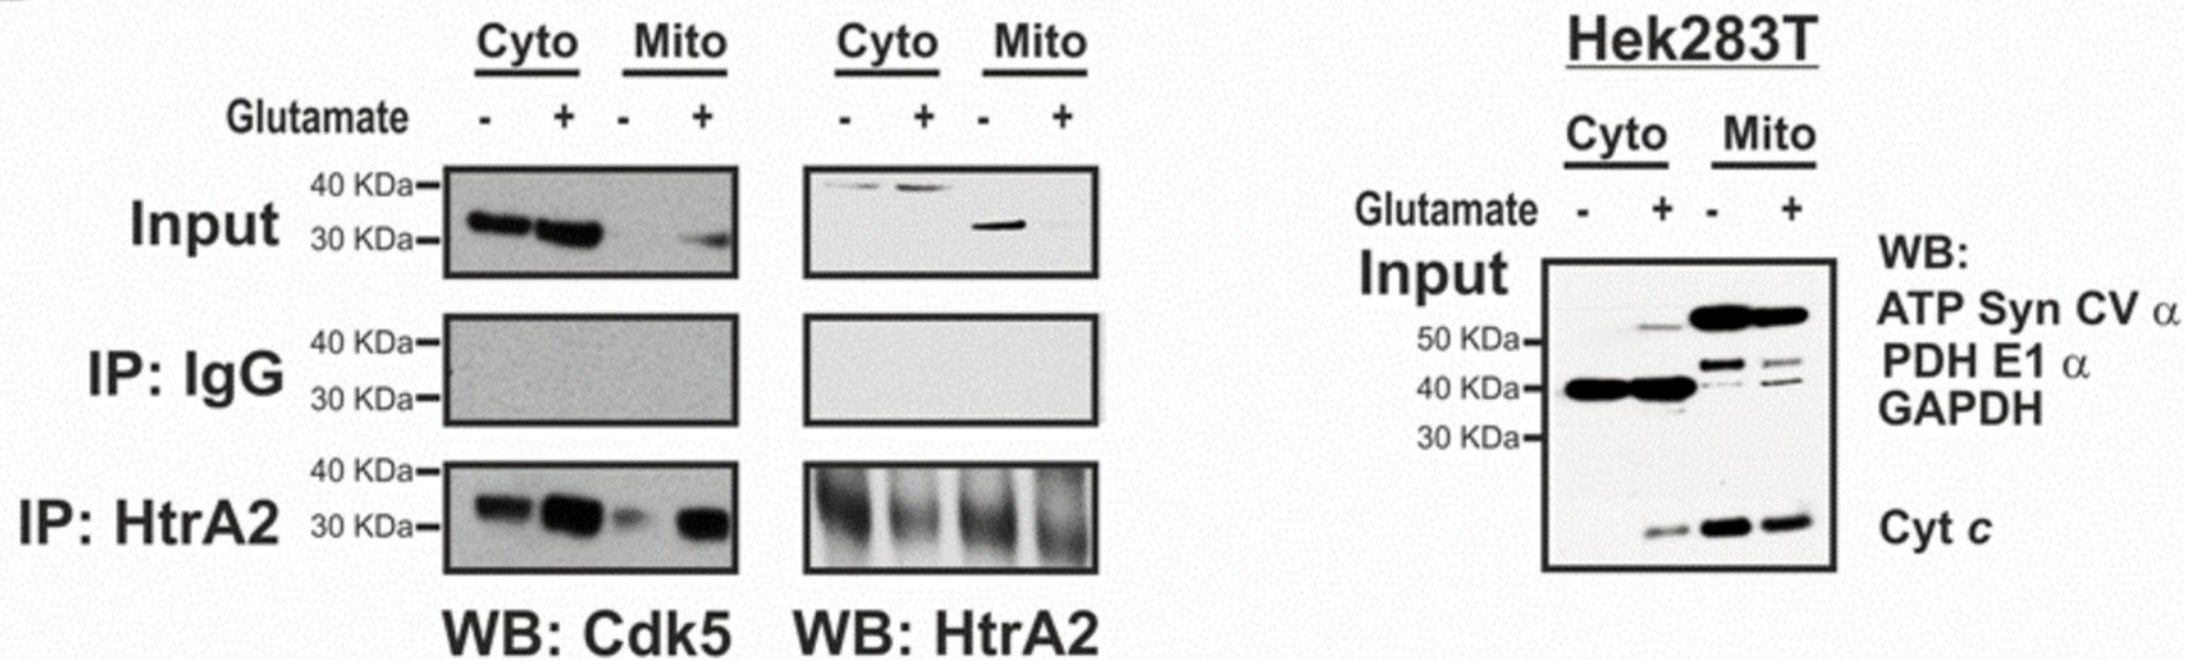 Cyto Mito Cyto Mito
Glutamate - + - + - + - +
40 KDa
Input
30 KDa
40 KDa
IP: IgG
30 KDa
40 KDa
IP: HtrA2
30 KDa
WB: Cdk5 WB: HtrA2
Hek283T
Cyto Mito
Glutamate - + - +
Input
WB:
ATP Syn CV α
50 KDa
PDH E1 α
40 KDa
GAPDH
30 KDa
Cyt c